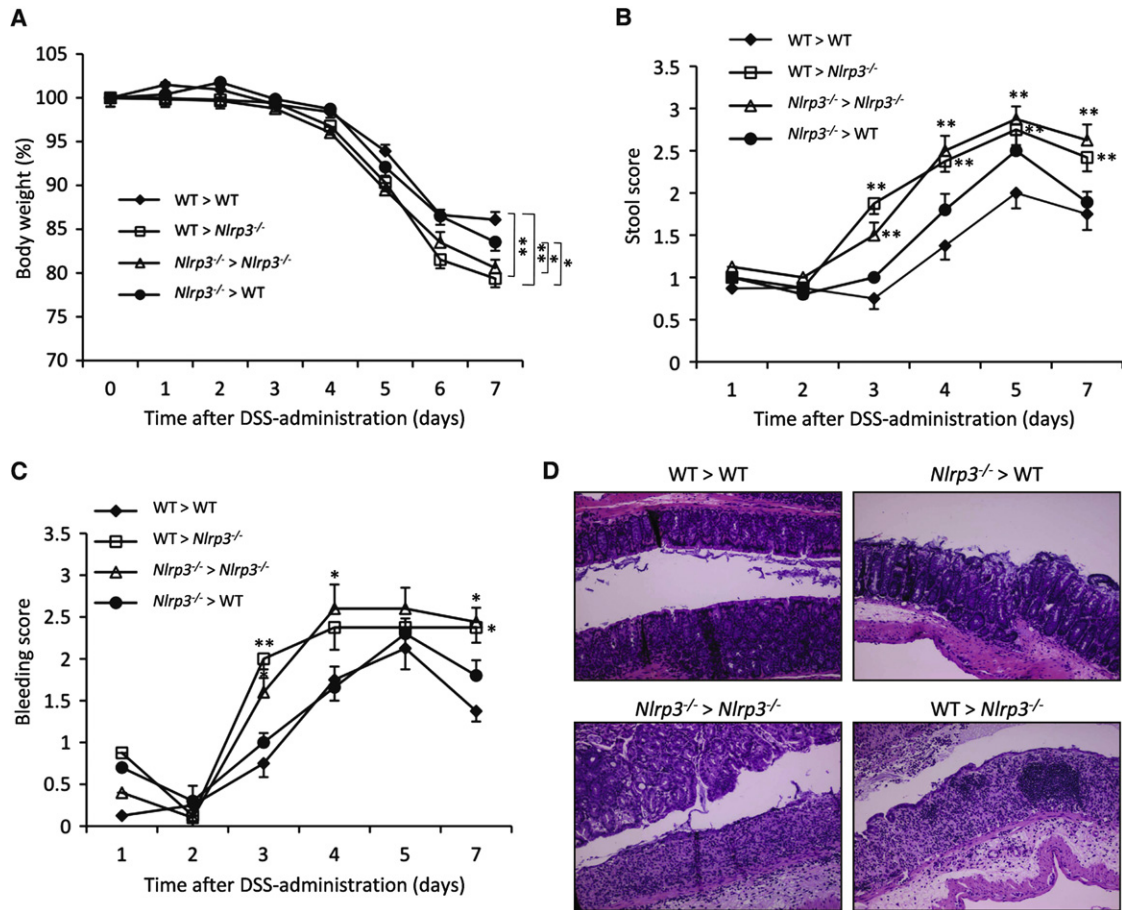 A
105
100
95
90
85
80
75
70
Body weight (%)
WT > WT
WT > Nlrp3-/-
Nlrp3-/- > Nlrp3-/-
Nlrp3-/- > WT
**
**
*
*
0 1 2 3 4 5 6 7
Time after DSS-administration (days)
B
WT > WT
WT > Nlrp3-/-
Nlrp3-/- > Nlrp3-/-
Nlrp3-/- > WT
3.5
3
2.5
2
1.5
1
0.5
0
Stool score
**
**
**
**
**
**
**
**
1 2 3 4 5 7
Time after DSS-administration (days)
C
WT > WT
WT > Nlrp3-/-
Nlrp3-/- > Nlrp3-/-
Nlrp3-/- > WT
3.5
3
2.5
2
1.5
1
0.5
0
Bleeding score
**
*
*
*
*
1 2 3 4 5 7
Time after DSS-administration (days)
D
WT > WT
Nlrp3-/- > WT
Nlrp3-/- > Nlrp3-/-
WT > Nlrp3-/-